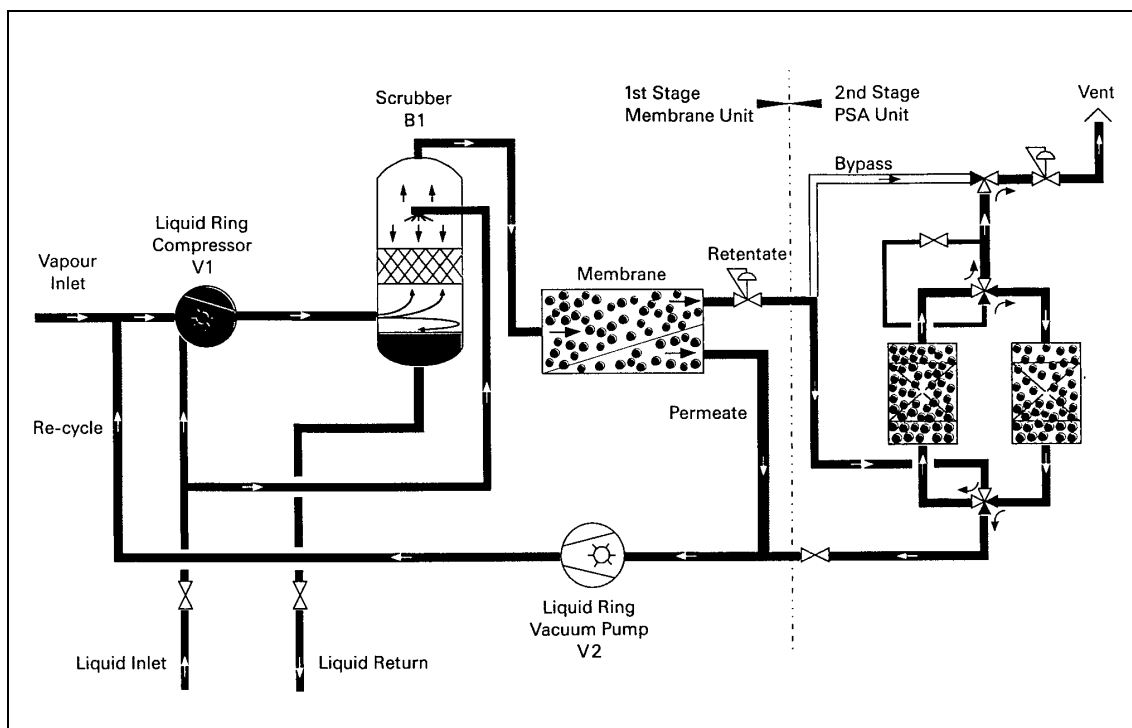 Scrubber
B1
1st Stage
Membrane Unit
2nd Stage
PSA Unit
Vent
Bypass
Liquid Ring
Compressor
V1
Vapour
Inlet
Membrane
Retentate
Re-cycle
Permeate
Liquid Ring
Vacuum Pump
V2
Liquid Inlet
Liquid Return